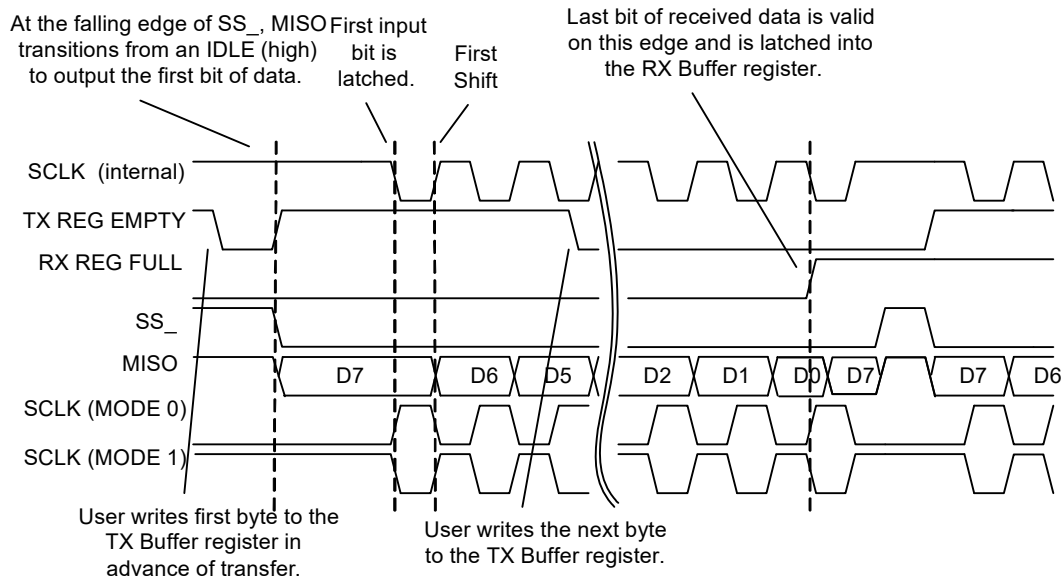 At the falling edge of SS_, MISO
transitions from an IDLE (high)
to output the first bit of data.
First input
bit is
latched.
First
Shift
Last bit of received data is valid
on this edge and is latched into
the RX Buffer register.
SCLK (internal)
TX REG EMPTY
RX REG FULL
SS_
MISO
D7
D6
D5
D2
D1
D0
D7
D7
D6
SCLK (MODE 0)
SCLK (MODE 1)
User writes first byte to the
TX Buffer register in
advance of transfer.
User writes the next byte
to the TX Buffer register.